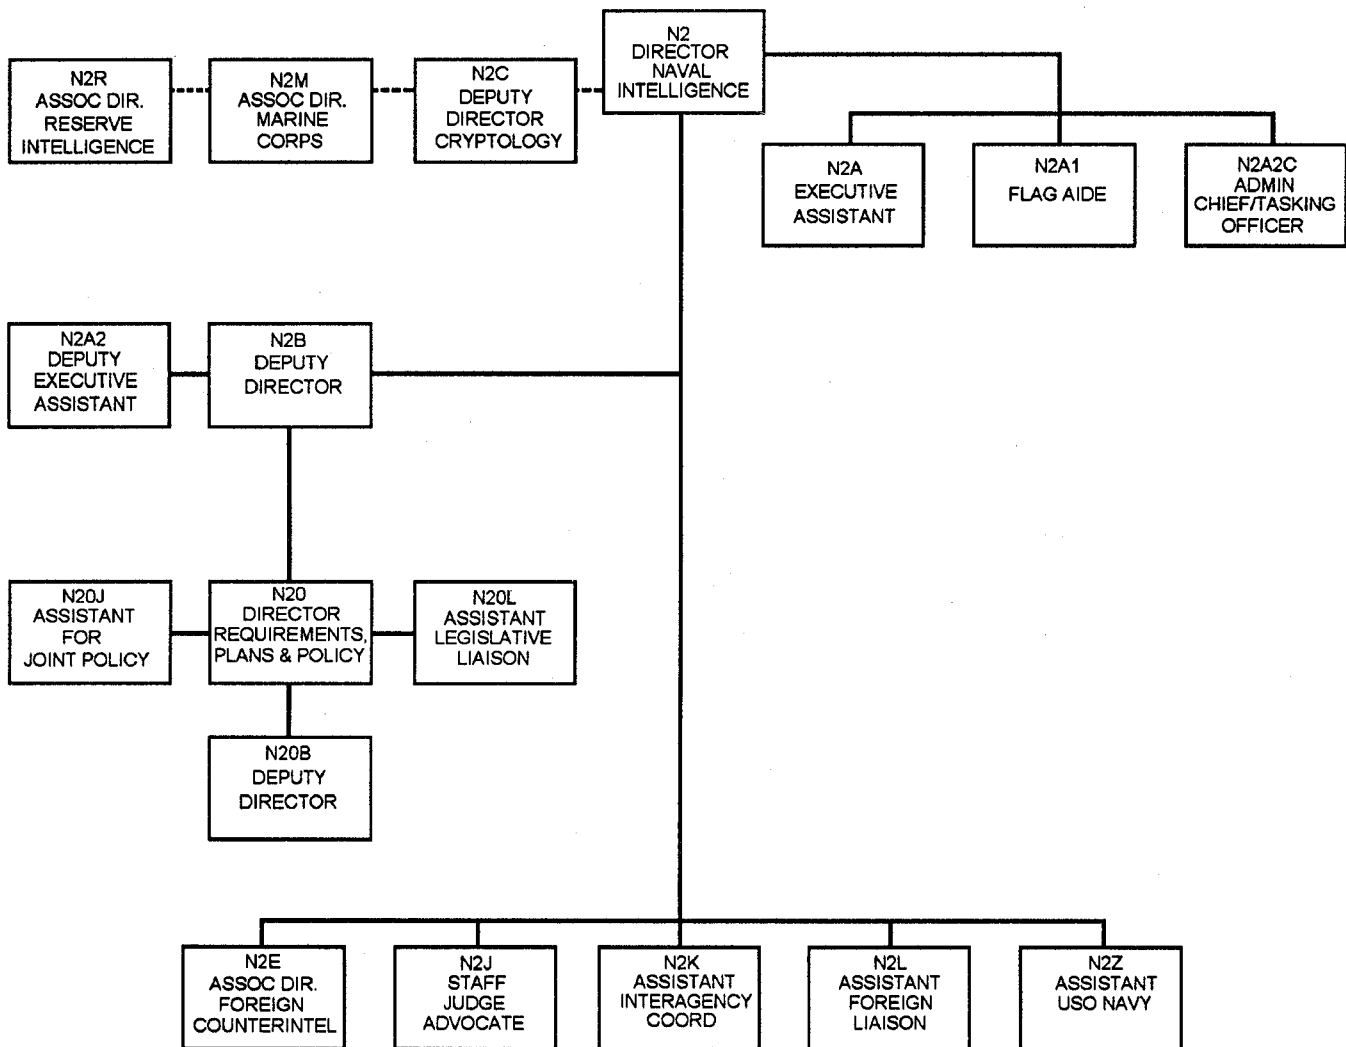 N2
DIRECTOR
NAVAL
INTELLIGENCE
N2R
ASSOC DIR.
RESERVE
INTELLIGENCE
N2M
ASSOC DIR.
MARINE
CORPS
N2C
DEPUTY
DIRECTOR
CRYPTOLOGY
N2A
EXECUTIVE
ASSISTANT
N2A1
FLAG AIDE
N2A2C
ADMIN
CHIEF/TASKING
OFFICER
N2A2
DEPUTY
EXECUTIVE
ASSISTANT
N2B
DEPUTY
DIRECTOR
N20J
ASSISTANT
FOR
JOINT POLICY
N20
DIRECTOR
REQUIREMENTS,
PLANS & POLICY
N20L
ASSISTANT
LEGISLATIVE
LIAISON
N20B
DEPUTY
DIRECTOR
N2E
ASSOC DIR.
FOREIGN
COUNTERINTEL
N2J
STAFF
JUDGE
ADVOCATE
N2K
ASSISTANT
INTERAGENCY
COORD
N2L
ASSISTANT
FOREIGN
LIAISON
N2Z
ASSISTANT
USO NAVY